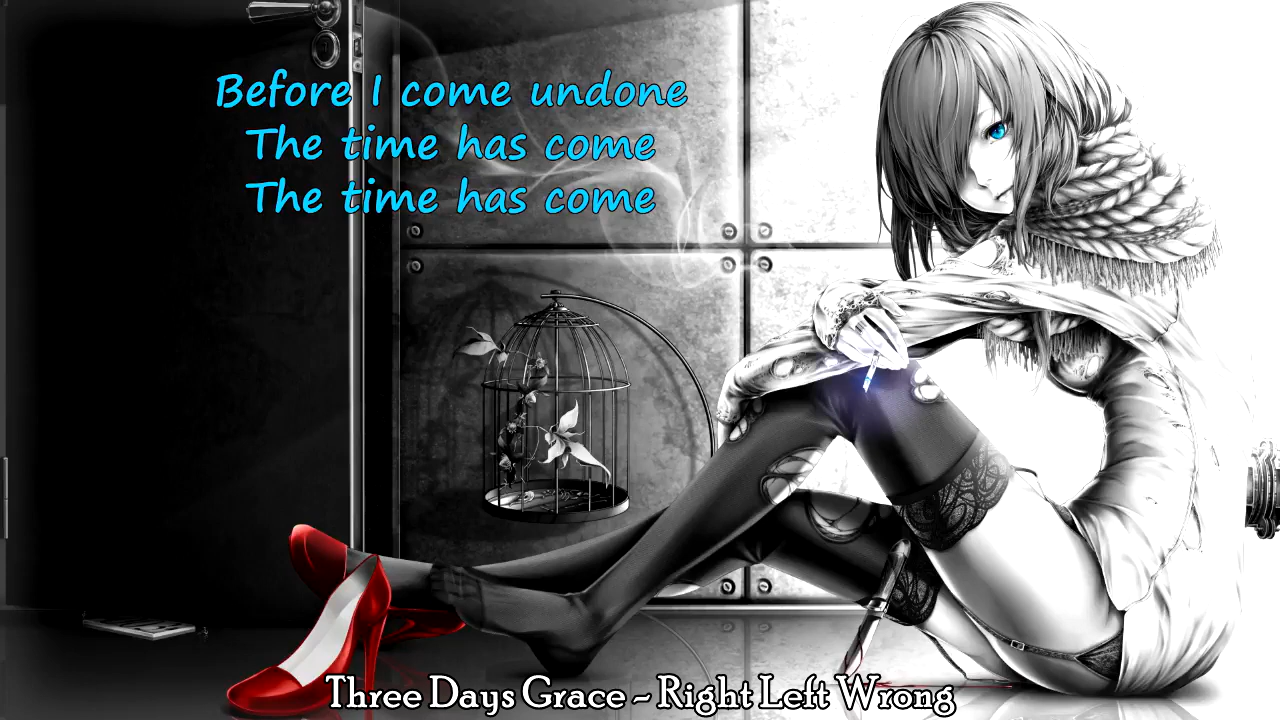 Before I come undone
The time has come
The time has come
Three Days Grace ~ Right Left Wrong